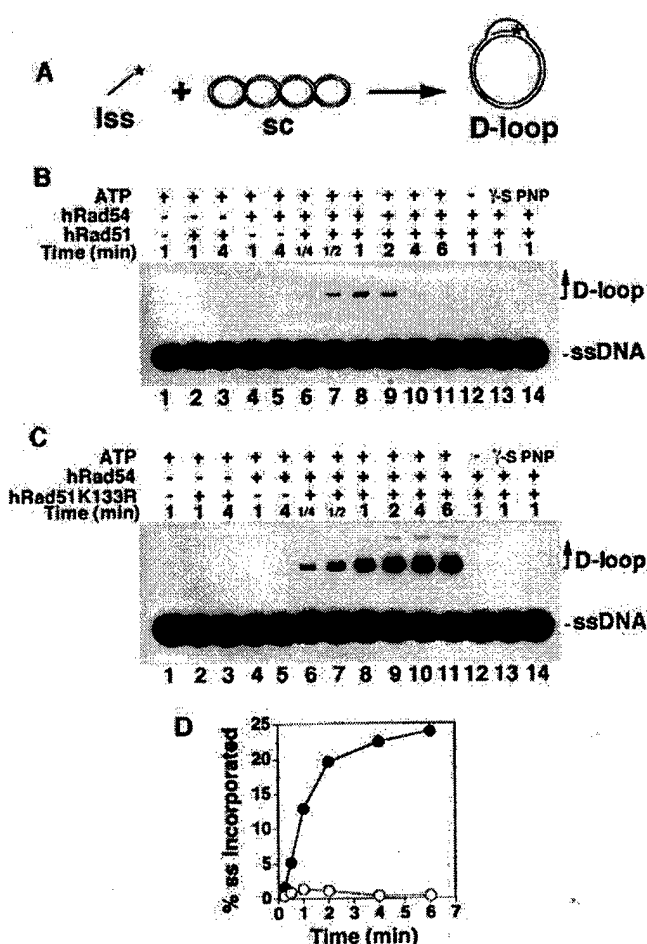 A
lss + sc D-loop
B
ATP + + + + + + + + + + + - γ-S PNP
hRad54 - - - + + + + + + + + + + +
hRad51 - + + - - + + + + + + + + +
Time (min) 1 1 4 1 4 1/4 1/2 1 2 4 6 1 1 1
D-loop
-ssDNA
1 2 3 4 5 6 7 8 9 10 11 12 13 14
C
ATP + + + + + + + + + + + - γ-S PNP
hRad54 - - - + + + + + + + + + + +
hRad51K133R - + + - - + + + + + + + + +
Time (min) 1 1 4 1 4 1/4 1/2 1 2 4 6 1 1 1
D-loop
-ssDNA
1 2 3 4 5 6 7 8 9 10 11 12 13 14
D
% ss incorporated
25
20
15
10
5
0
0 1 2 3 4 5 6 7
Time (min)